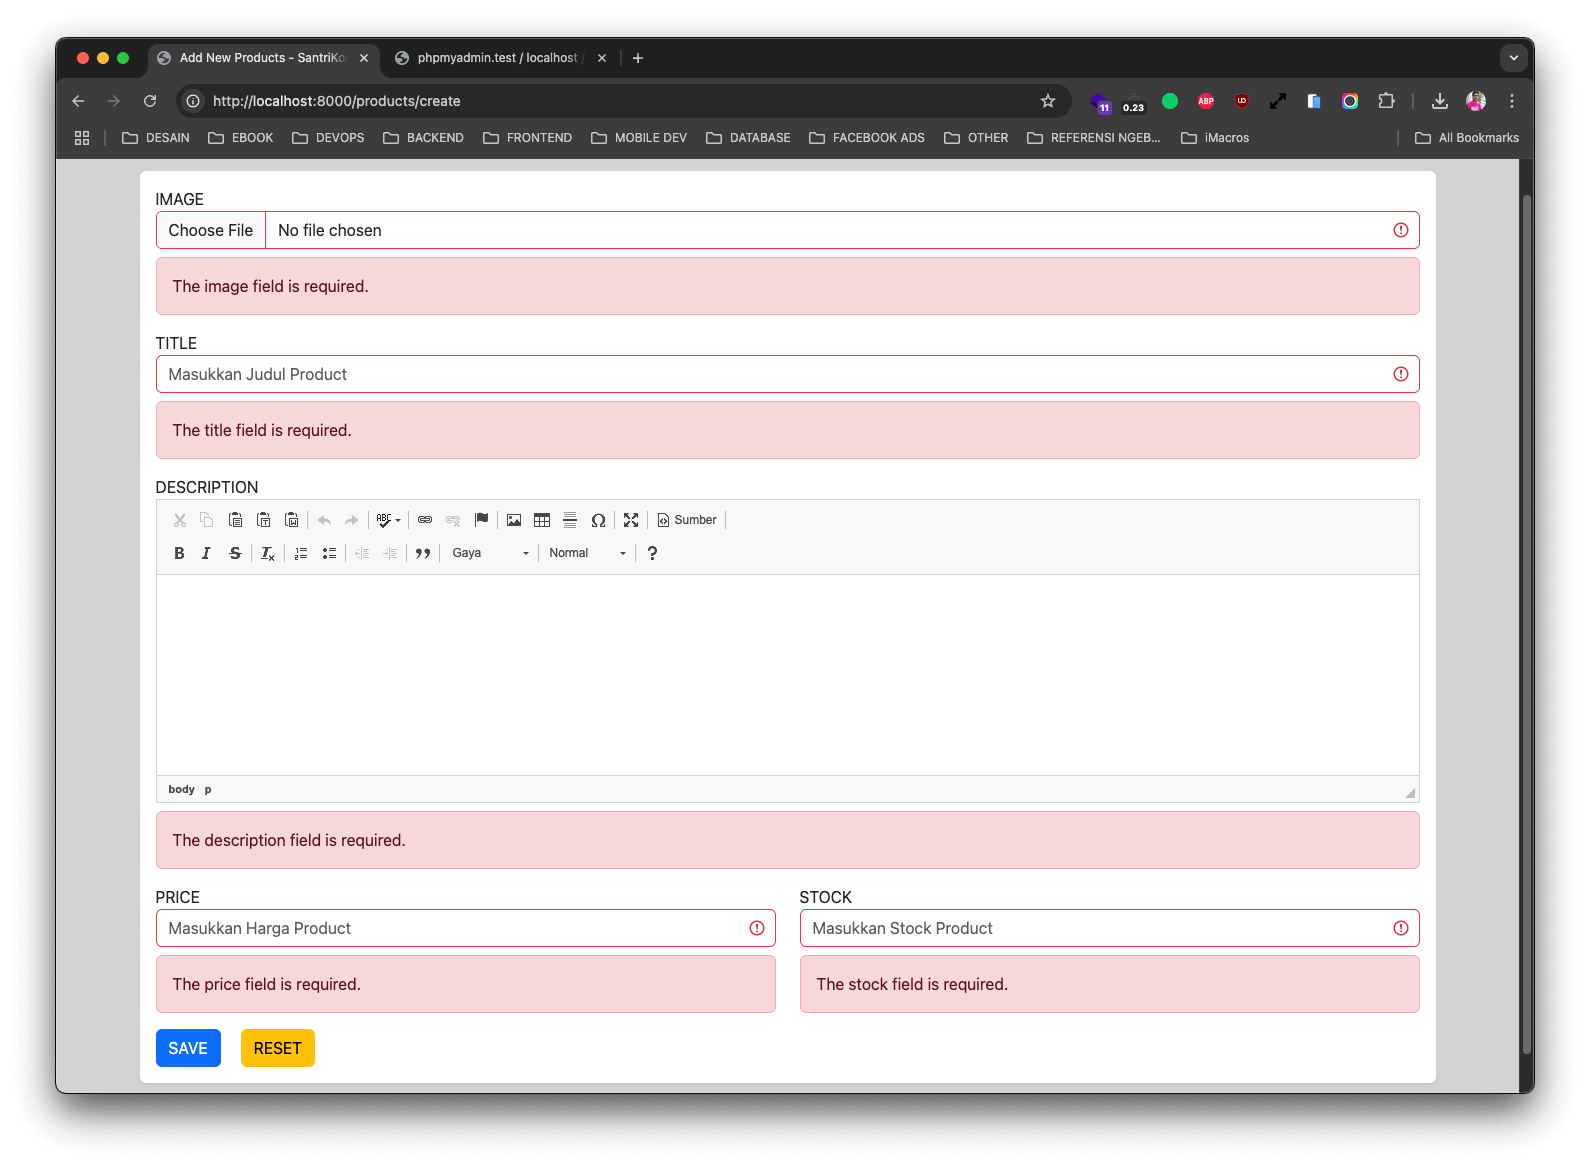 Add New Products - SantriKo
phpmyadmin.test / localhost /
http://localhost:8000/products/create
11
0.23
ABP
UD
DESAIN
EBOOK
DEVOPS
BACKEND
FRONTEND
MOBILE DEV
DATABASE
FACEBOOK ADS
OTHER
REFERENSI NGEB...
iMacros
All Bookmarks
IMAGE
Choose File No file chosen
The image field is required.
TITLE
Masukkan Judul Product
The title field is required.
DESCRIPTION
ABC
Sumber
B I S Tx
Gaya
Normal
?
body p
The description field is required.
PRICE
Masukkan Harga Product
The price field is required.
STOCK
Masukkan Stock Product
The stock field is required.
SAVE
RESET